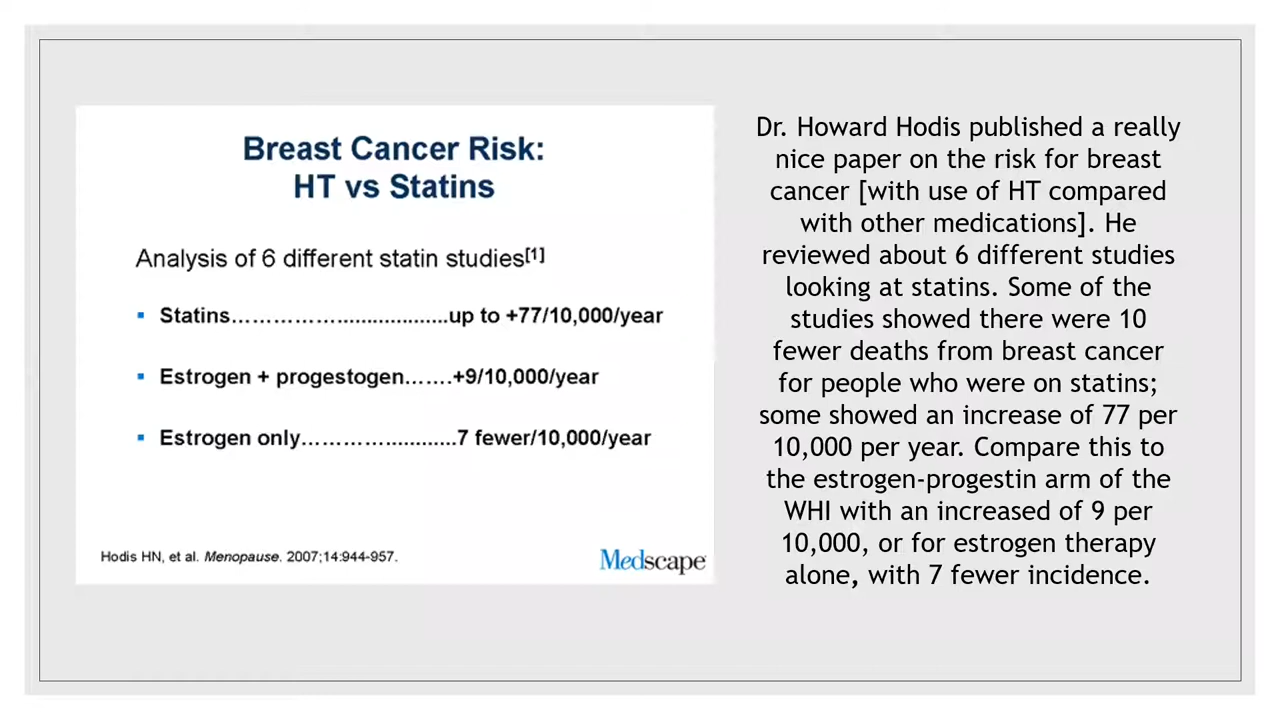 Breast Cancer Risk:
HT vs Statins
Analysis of 6 different statin studies[1]
▪ Statins……………...................up to +77/10,000/year
▪ Estrogen + progestogen…….+9/10,000/year
▪ Estrogen only…………............7 fewer/10,000/year
Hodis HN, et al. Menopause. 2007;14:944-957.
Medscape
Dr. Howard Hodis published a really
nice paper on the risk for breast
cancer [with use of HT compared
with other medications]. He
reviewed about 6 different studies
looking at statins. Some of the
studies showed there were 10
fewer deaths from breast cancer
for people who were on statins;
some showed an increase of 77 per
10,000 per year. Compare this to
the estrogen-progestin arm of the
WHI with an increased of 9 per
10,000, or for estrogen therapy
alone, with 7 fewer incidence.